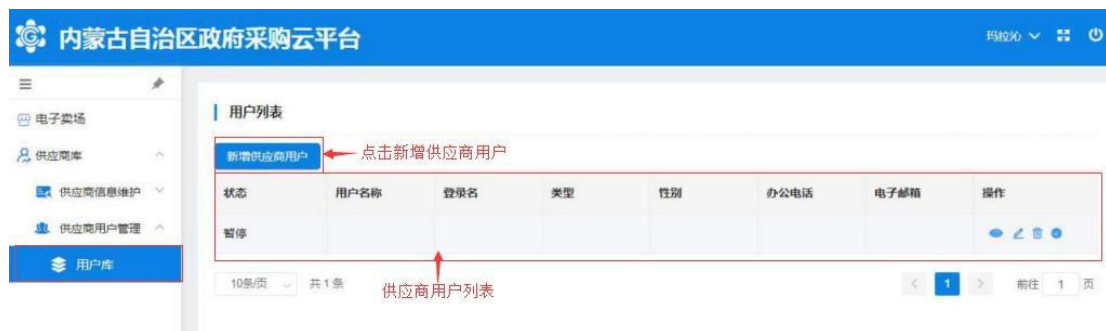 内蒙古自治区政府采购云平台
玛拉沁
电子卖场
供应商库
供应商信息维护
供应商用户管理
用户库
用户列表
新增供应商用户
点击新增供应商用户
状态 用户名称 登录名 类型 性别 办公电话 电子邮箱 操作
暂停
10条/页 共 1 条
供应商用户列表
1 前往 1 页